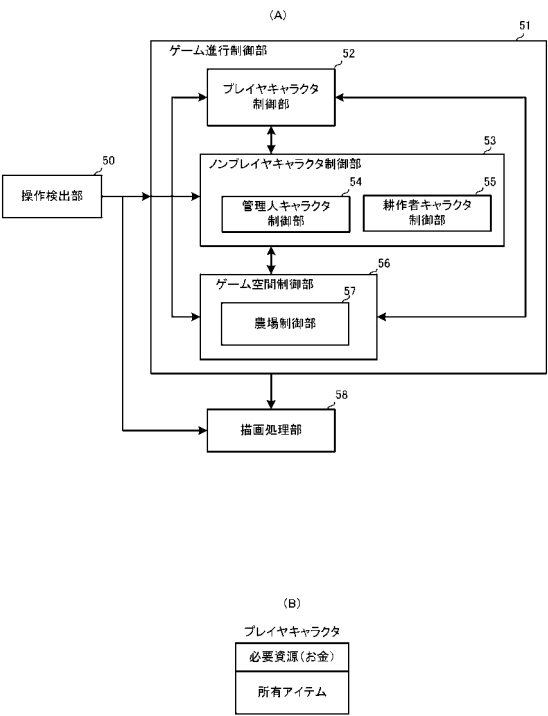 (A)
51
ゲーム進行制御部
52
プレイヤキャラクタ
制御部
53
ノンプレイヤキャラクタ制御部
50
操作検出部
54
管理人キャラクタ
制御部
55
耕作者キャラクタ
制御部
56
ゲーム空間制御部
57
農場制御部
58
描画処理部
(B)
プレイヤキャラクタ
必要資源(お金)
所有アイテム